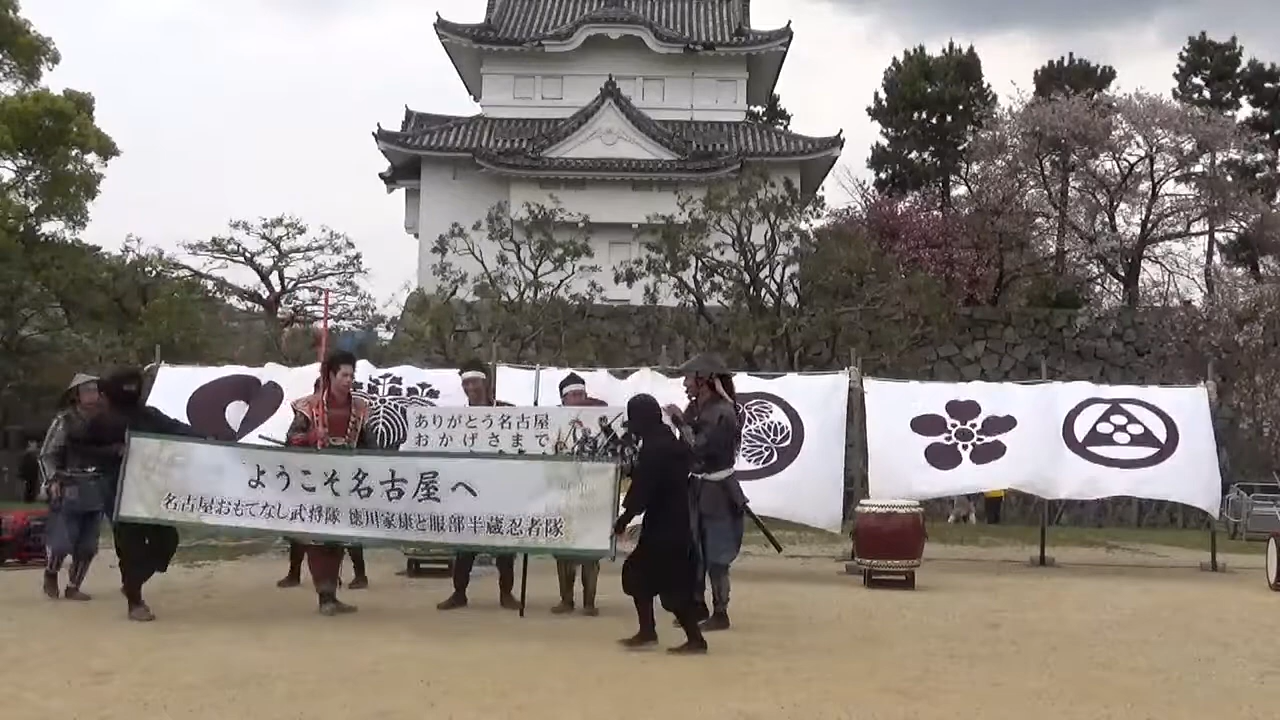 ありがとう名古屋
おかげさまで
ようこそ名古屋へ
名古屋おもてなし武将隊 徳川家康と服部半蔵忍者隊